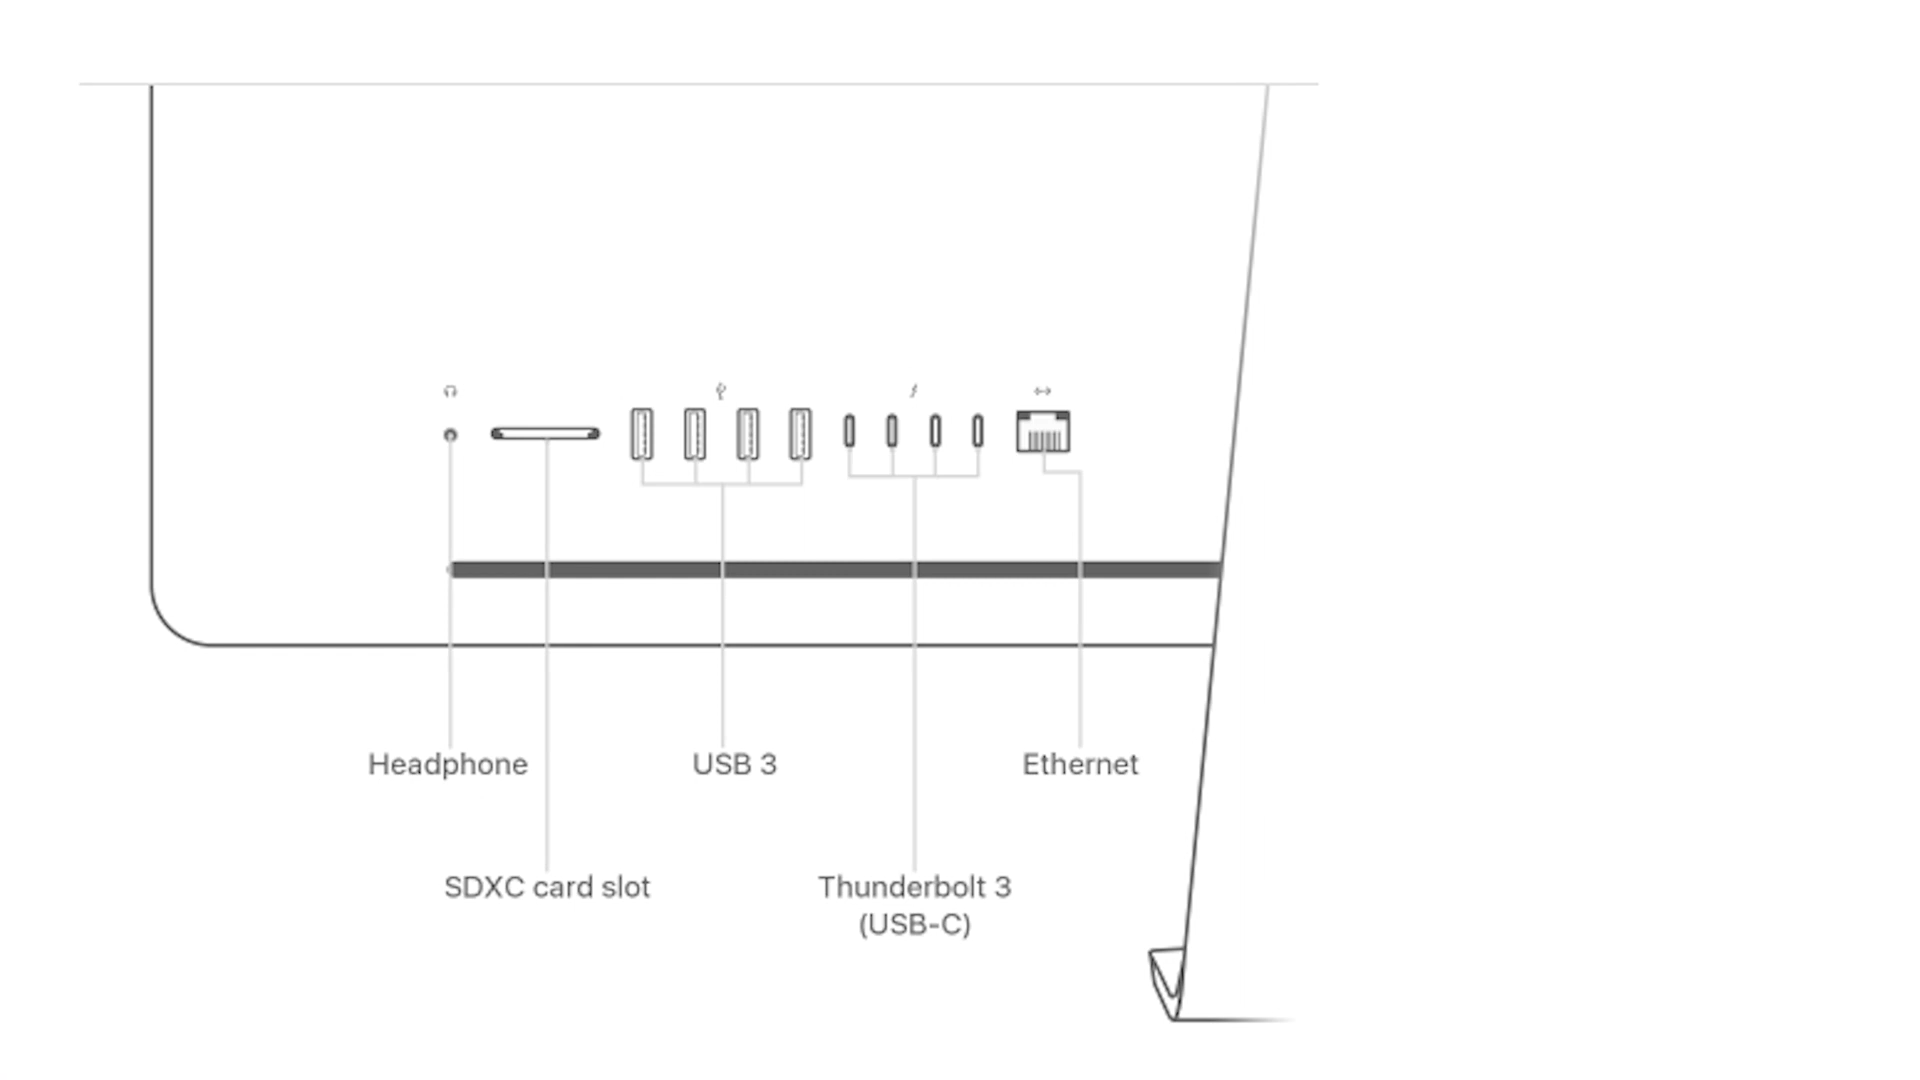 Headphone
USB 3
Ethernet
SDXC card slot
Thunderbolt 3
(USB-C)